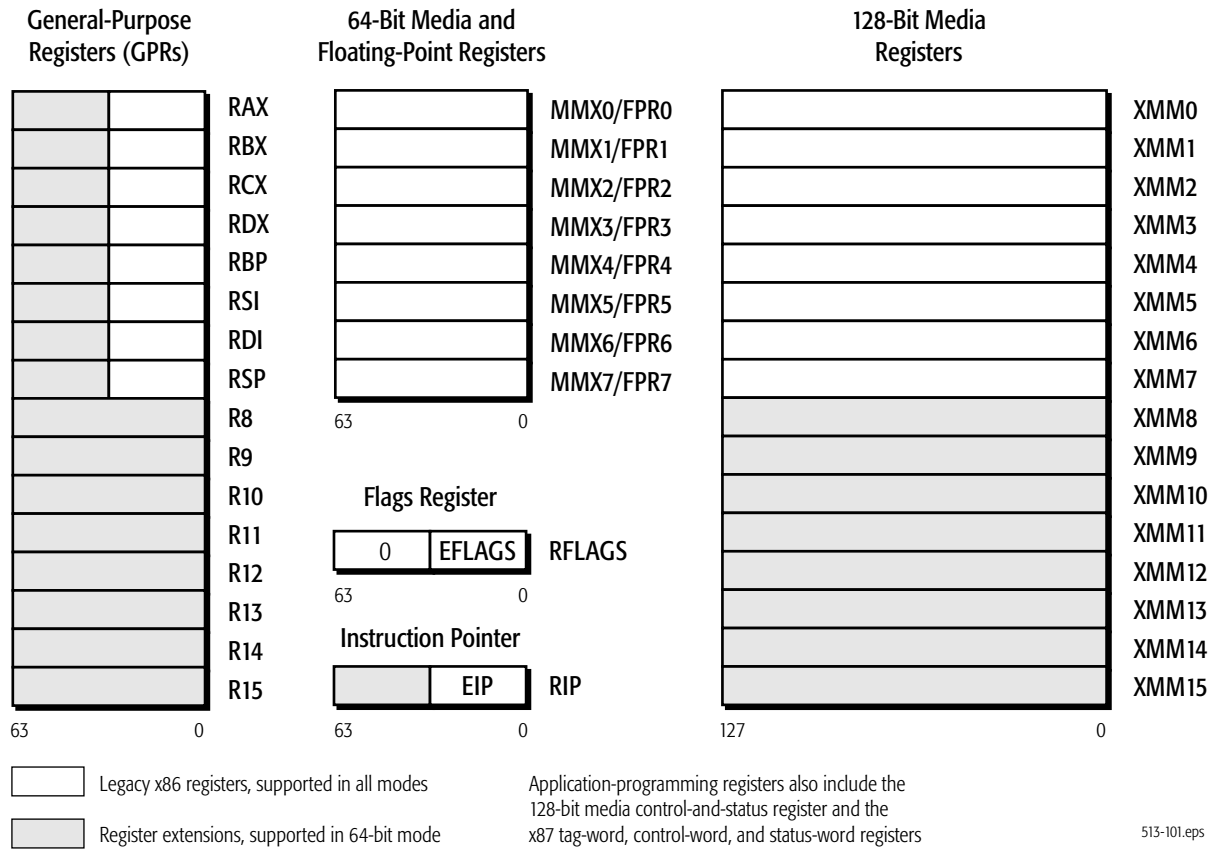 General-Purpose
Registers (GPRs)
64-Bit Media and
Floating-Point Registers
128-Bit Media
Registers
RAX
RBX
RCX
RDX
RBP
RSI
RDI
RSP
R8
R9
R10
R11
R12
R13
R14
R15
63 0
MMX0/FPR0
MMX1/FPR1
MMX2/FPR2
MMX3/FPR3
MMX4/FPR4
MMX5/FPR5
MMX6/FPR6
MMX7/FPR7
63 0
Flags Register
0 EFLAGS RFLAGS
63 0
Instruction Pointer
EIP RIP
63 0
XMM0
XMM1
XMM2
XMM3
XMM4
XMM5
XMM6
XMM7
XMM8
XMM9
XMM10
XMM11
XMM12
XMM13
XMM14
XMM15
127 0
Legacy x86 registers, supported in all modes
Register extensions, supported in 64-bit mode
Application-programming registers also include the
128-bit media control-and-status register and the
x87 tag-word, control-word, and status-word registers
513-101.eps